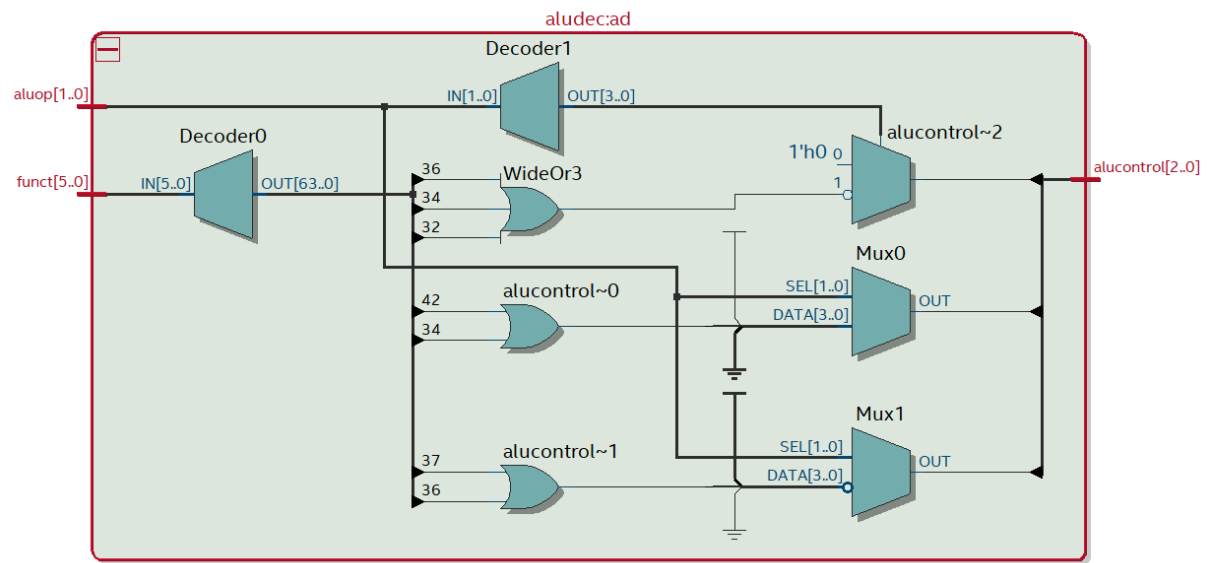 aludec:ad
Decoder1
aluop[1..0]
IN[1..0]
OUT[3..0]
Decoder0
alucontrol~2
1'h0 0
1
funct[5..0]
IN[5..0]
OUT[63..0]
36
WideOr3
34
32
alucontrol[2..0]
Mux0
SEL[1..0]
OUT
DATA[3..0]
42
alucontrol~0
34
Mux1
SEL[1..0]
OUT
DATA[3..0]
37
alucontrol~1
36